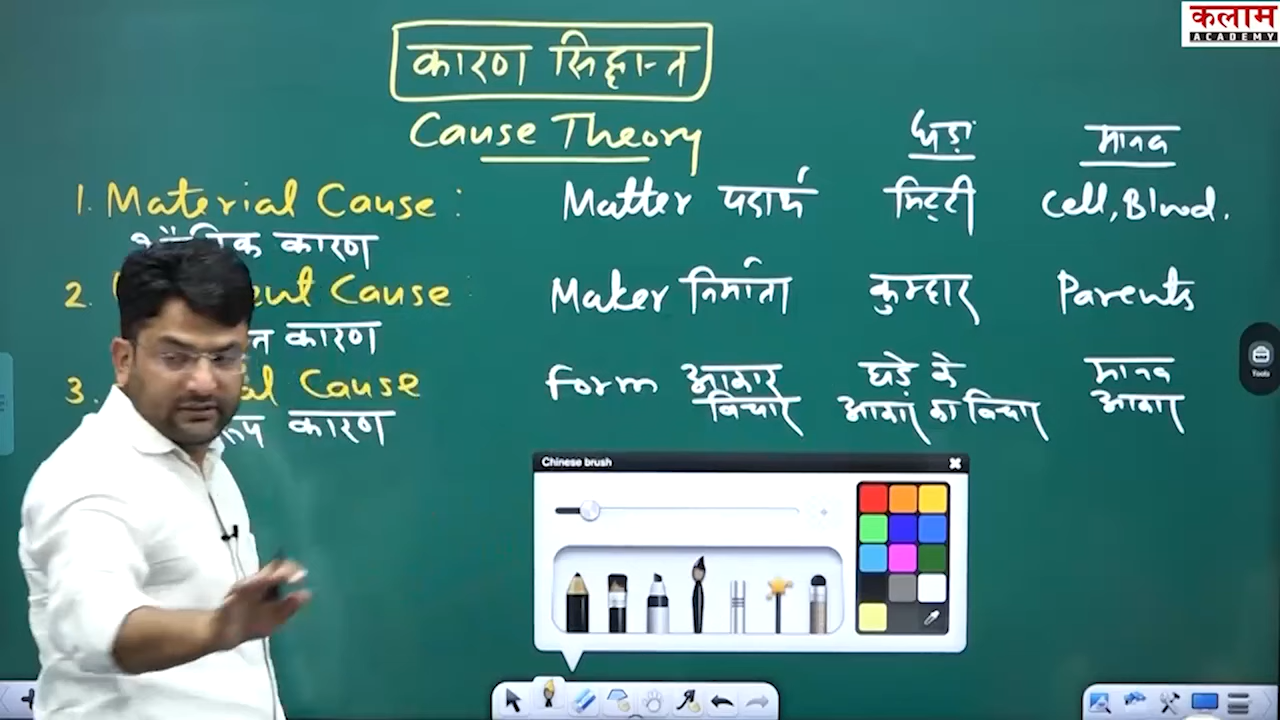 कलाम
ACADEMY
कारण सिद्धान्त
Cause Theory
घड़ा मानव
1. Material Cause : Matter पदार्थ मिट्टी Cell, Blood.
कारण
2. Cause : Maker निर्माता कुम्हार Parents
कारण
3. Cause Form आकार घड़े के मानव
विचार आकार का विचार आकार
कारण
Chinese brush
Tools